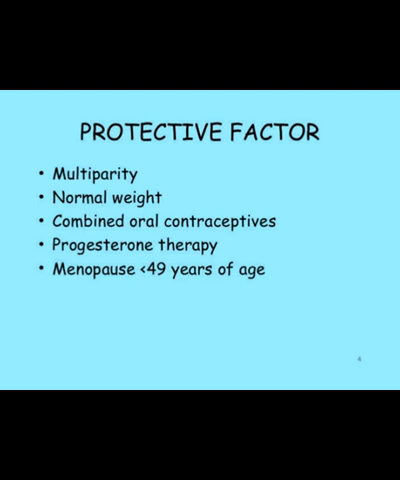 PROTECTIVE FACTOR
• Multiparity
• Normal weight
• Combined oral contraceptives
• Progesterone therapy
• Menopause <49 years of age
4